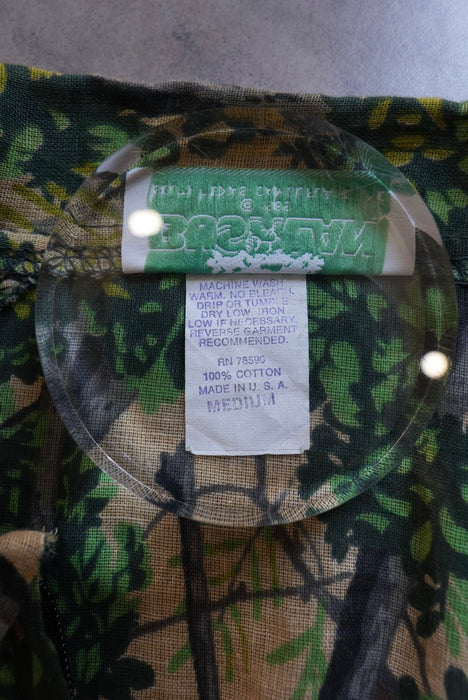 MACHINE WASH
WARM. NO BLEACH.
DRIP OR TUMBLE
DRY LOW. IRON
LOW IF NECESSARY.
REVERSE GARMENT
RECOMMENDED.
RN 78590
100% COTTON
MADE IN U. S. A.
MEDIUM